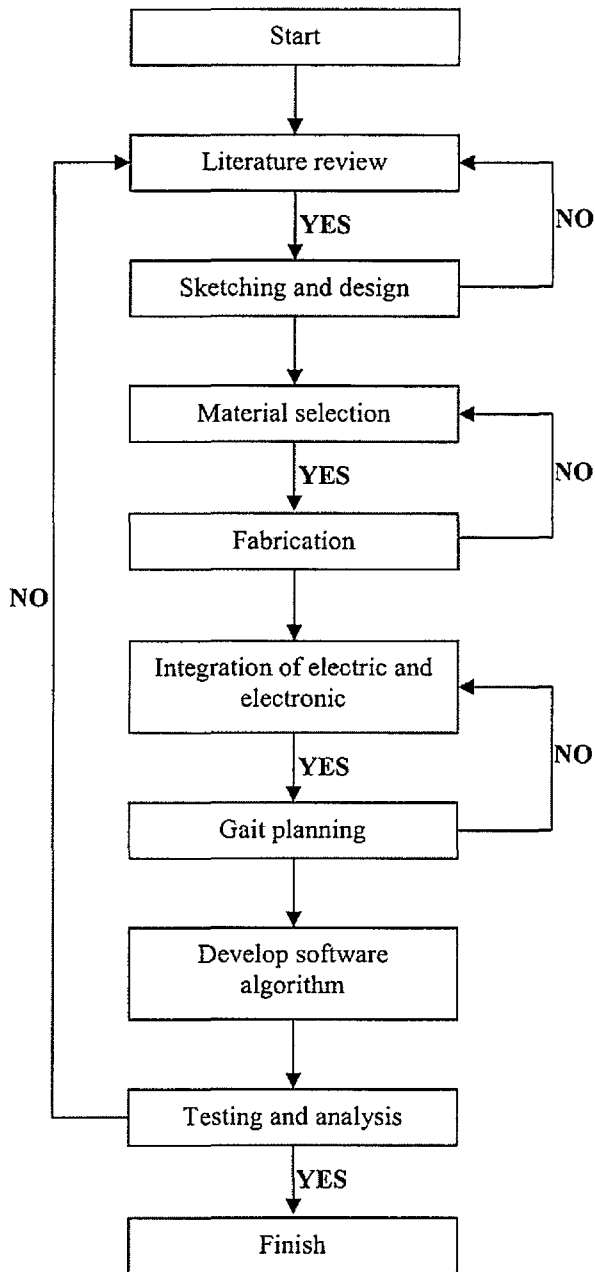 Start
Literature review
YES
NO
Sketching and design
Material selection
YES
NO
Fabrication
NO
Integration of electric and
electronic
YES
NO
Gait planning
Develop software
algorithm
Testing and analysis
YES
Finish